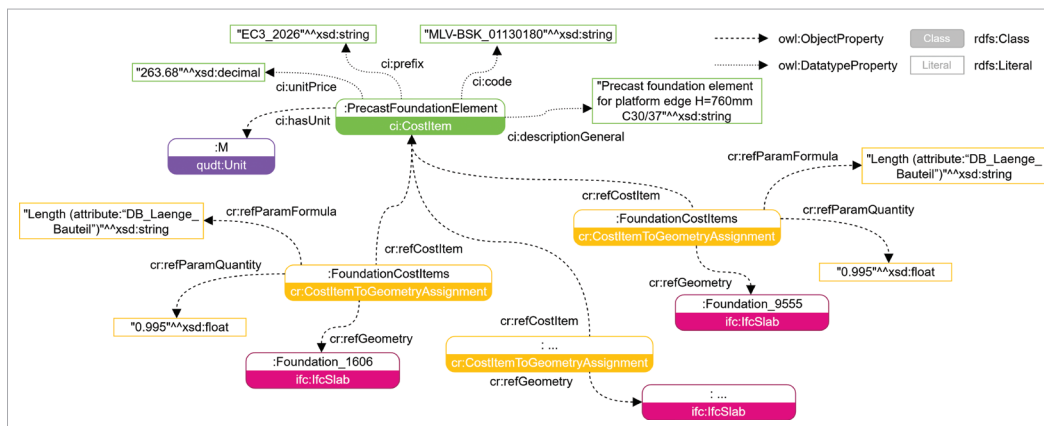 "EC3_2026"^^xsd:string
"MLV-BSK_01130180"^^xsd:string
owl:ObjectProperty
Class
rdfs:Class
ci:prefix
ci:code
owl:DatatypeProperty
Literal
rdfs:Literal
"263.68"^^xsd:decimal
ci:unitPrice
"Precast foundation element
for platform edge H=760mm
C30/37"^^xsd:string
:PrecastFoundationElement
ci:CostItem
ci:hasUnit
ci:descriptionGeneral
:M
qudt:Unit
cr:refParamFormula
"Length (attribute:“DB_Laenge_
Bauteil”)"^^xsd:string
cr:refCostItem
cr:refParamQuantity
:FoundationCostItems
cr:CostItemToGeometryAssignment
"Length (attribute:“DB_Laenge_
Bauteil”)"^^xsd:string
cr:refParamFormula
cr:refCostItem
cr:refParamQuantity
:FoundationCostItems
cr:CostItemToGeometryAssignment
"0.995"^^xsd:float
cr:refGeometry
:Foundation_9555
ifc:IfcSlab
"0.995"^^xsd:float
cr:refGeometry
cr:refCostItem
:Foundation_1606
ifc:IfcSlab
: ...
cr:CostItemToGeometryAssignment
cr:refGeometry
: ...
ifc:IfcSlab